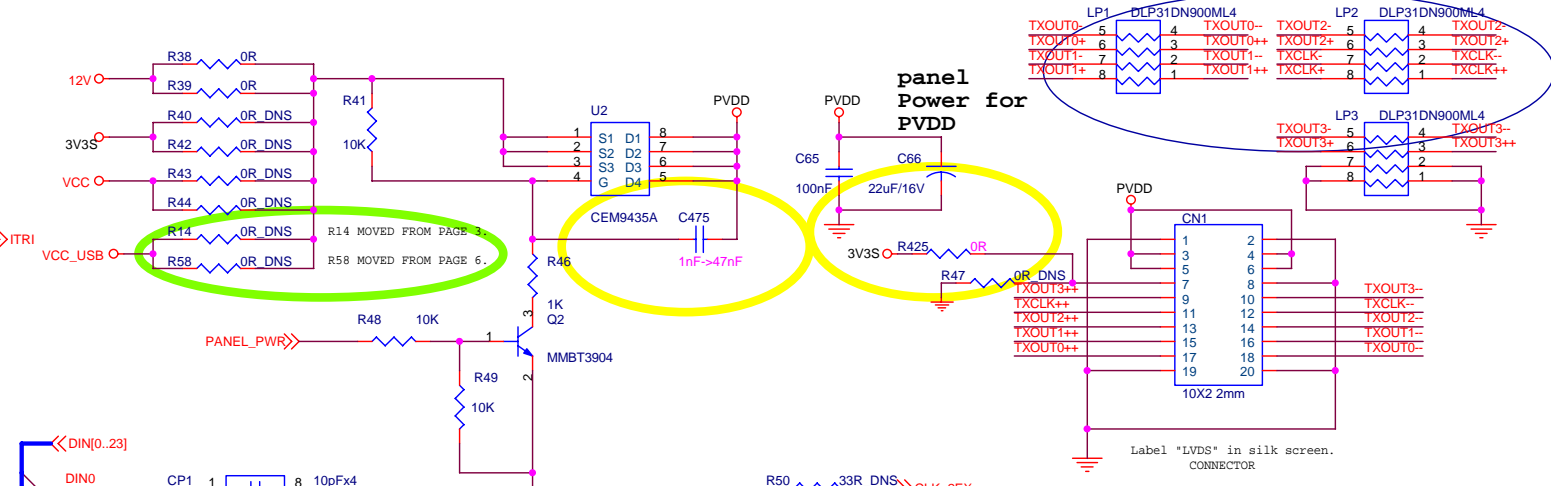 LP1 DLP31DN900ML4 LP2 DLP31DN900ML4
TXOUT0- 5 4 TXOUT0-- TXOUT2- 5 4 TXOUT2-
TXOUT0+ 6 3 TXOUT0++ TXOUT2+ 6 3 TXOUT2+
TXOUT1- 7 2 TXOUT1-- TXCLK- 7 2 TXCLK--
TXOUT1+ 8 1 TXOUT1++ TXCLK+ 8 1 TXCLK++
R38 0R
12V
R39 0R
R40 0R_DNS
3V3S
R42 0R_DNS
R43 0R_DNS
VCC
R44 0R_DNS
R14 0R_DNS R14 MOVED FROM PAGE 3.
ITRI
VCC_USB
R58 0R_DNS R58 MOVED FROM PAGE 6.
R41
10K
U2
1 S1 D1 8
2 S2 D2 7
3 S3 D3 6
4 G D4 5
CEM9435A
PVDD
C475
1nF->47nF
PVDD
panel
Power for
PVDD
C65
100nF
C66
22uF/16V
LP3 DLP31DN900ML4
TXOUT3- 5 4 TXOUT3--
TXOUT3+ 6 3 TXOUT3++
7 2
8 1
3V3S R425 0R
R47 0R_DNS
PVDD
CN1
1 2
3 4
5 6
7 8
TXOUT3++ 9 10 TXOUT3--
TXCLK++ 11 12 TXCLK--
TXOUT2++ 13 14 TXOUT2--
TXOUT1++ 15 16 TXOUT1--
TXOUT0++ 17 18 TXOUT0--
19 20
10X2 2mm
Label "LVDS" in silk screen.
CONNECTOR
R46
1K
3
Q2
1
MMBT3904
2
R48 10K
PANEL_PWR
R49
10K
DIN[0..23]
DIN0
CP1 1 8 10pFx4
R50 33R_DNS